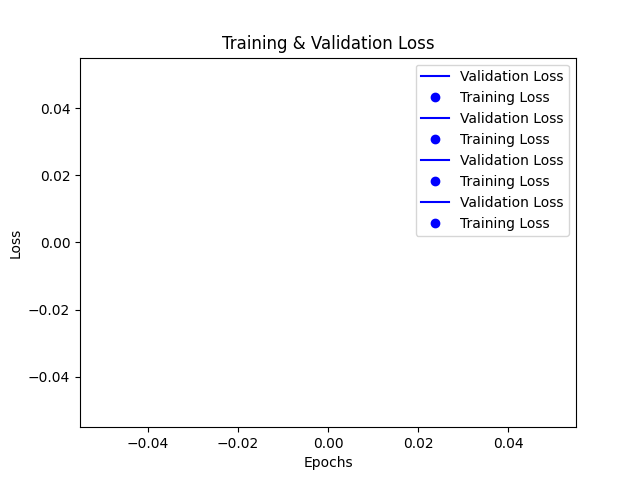 Training & Validation Loss
Validation Loss
Training Loss
Validation Loss
Training Loss
Validation Loss
Training Loss
Validation Loss
Training Loss
0.04
0.02
0.00
−0.02
−0.04
Loss
−0.04 −0.02 0.00 0.02 0.04
Epochs